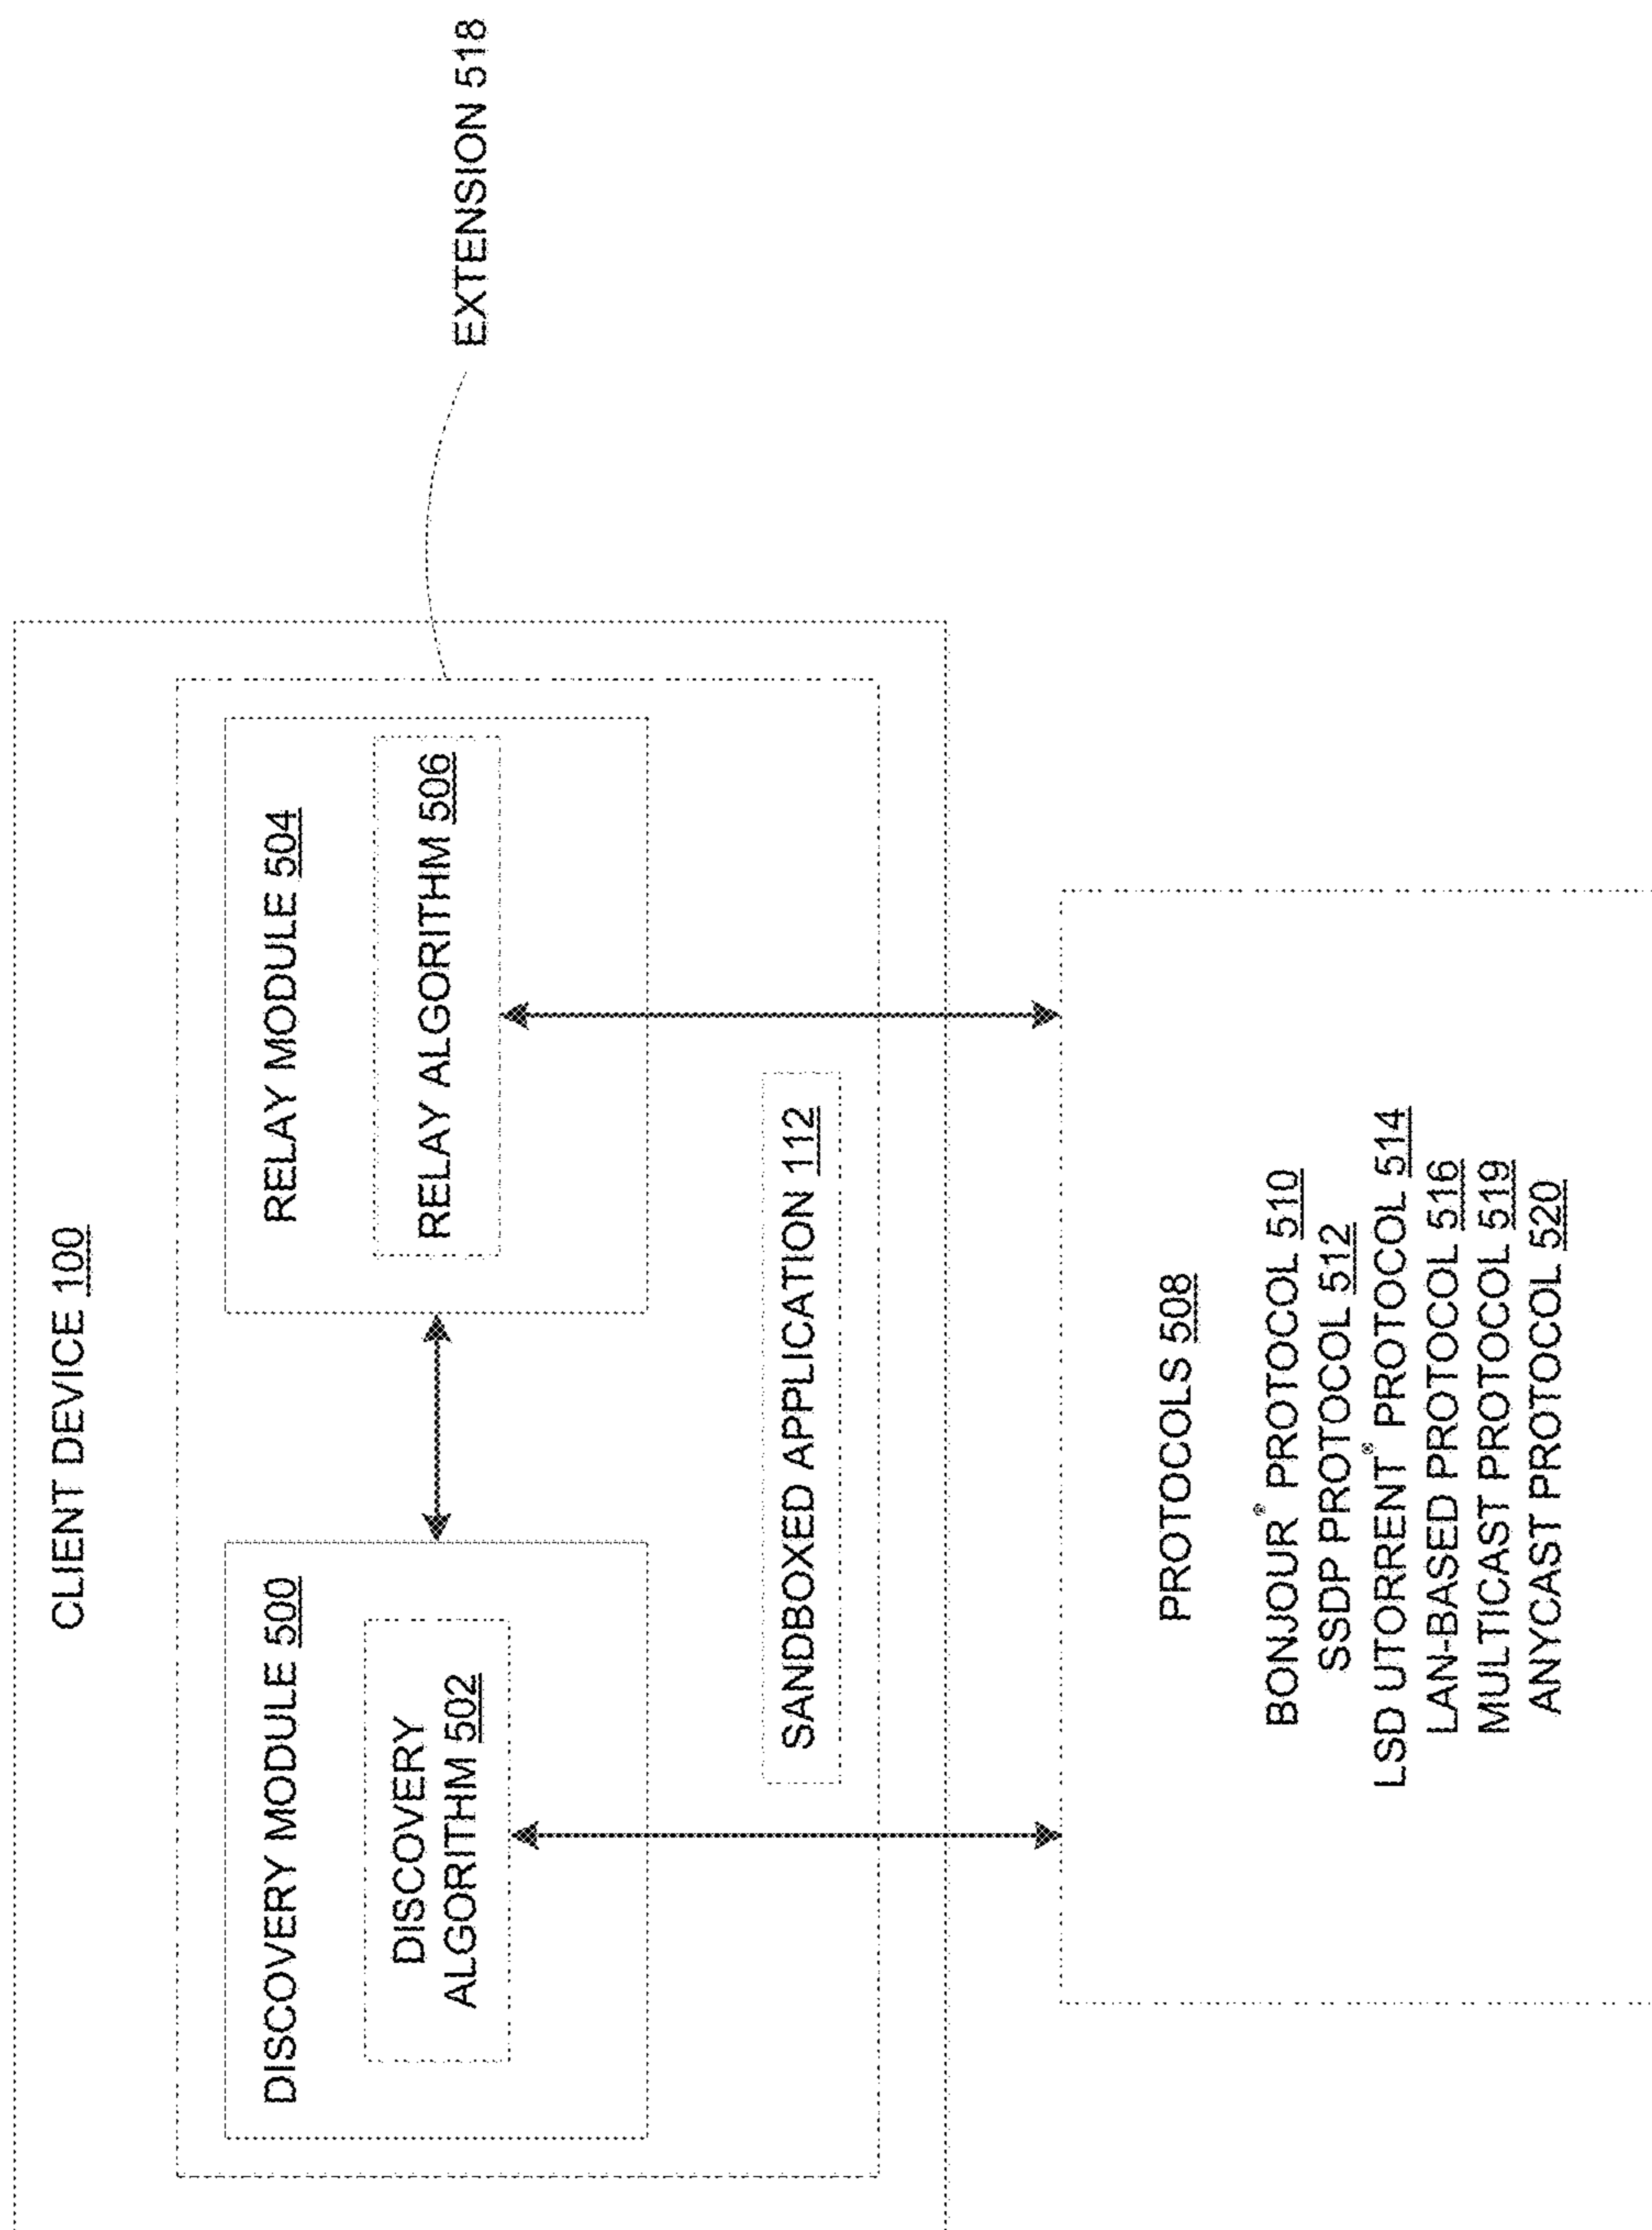 CLIENT DEVICE 100
DISCOVERY MODULE 500
DISCOVERY
ALGORITHM 502
RELAY MODULE 504
RELAY ALGORITHM 506
EXTENSION 518
SANDBOXED APPLICATION 112
PROTOCOLS 508
BONJOUR® PROTOCOL 510
SSDP PROTOCOL 512
LSD UTORRENT® PROTOCOL 514
LAN-BASED PROTOCOL 516
MULTICAST PROTOCOL 519
ANYCAST PROTOCOL 520